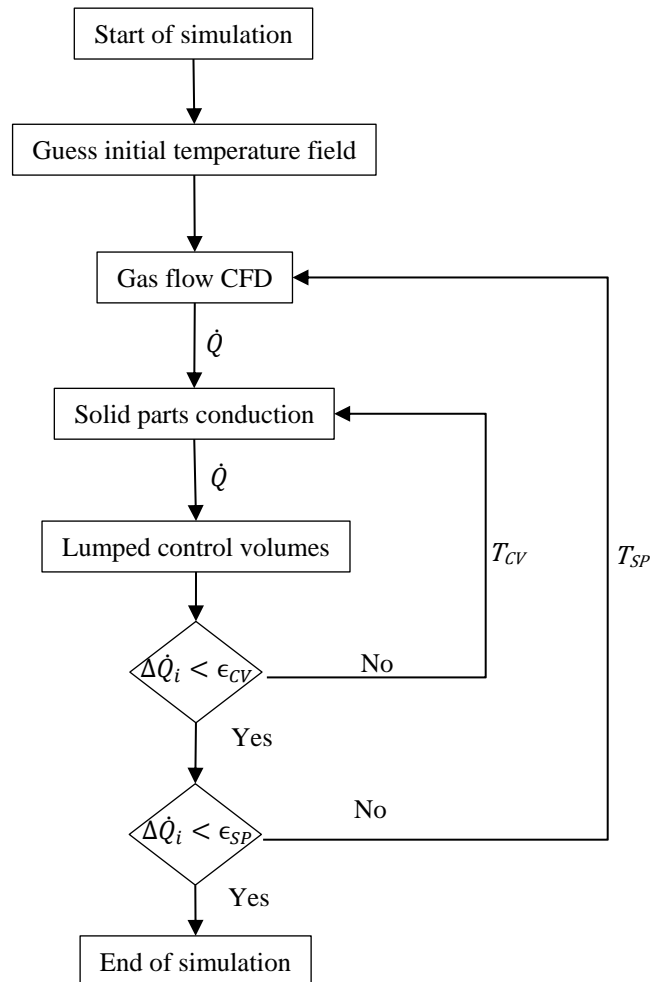 Start of simulation
Guess initial temperature field
Gas flow CFD
Q̇
Solid parts conduction
Q̇
Lumped control volumes
T_CV
T_SP
ΔQ̇_i < ϵ_CV
No
Yes
ΔQ̇_i < ϵ_SP
No
Yes
End of simulation